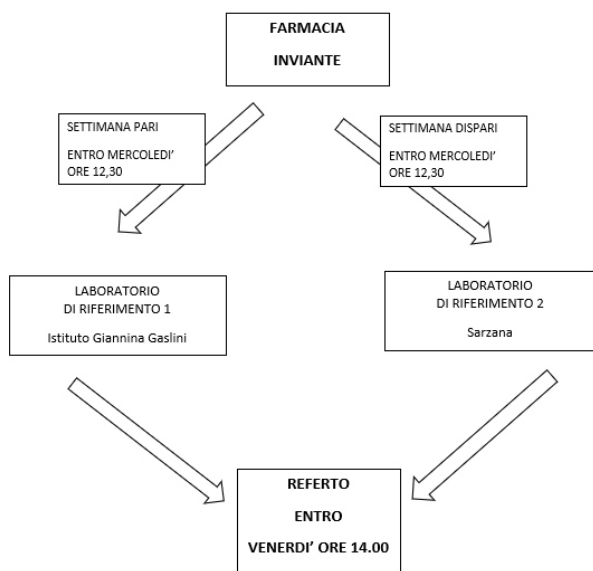 FARMACIA
INVIANTE
SETTIMANA PARI
ENTRO MERCOLEDI’
ORE 12,30
SETTIMANA DISPARI
ENTRO MERCOLEDI’
ORE 12,30
LABORATORIO
DI RIFERIMENTO 1
Istituto Giannina Gaslini
LABORATORIO
DI RIFERIMENTO 2
Sarzana
REFERTO
ENTRO
VENERDI’ ORE 14.00